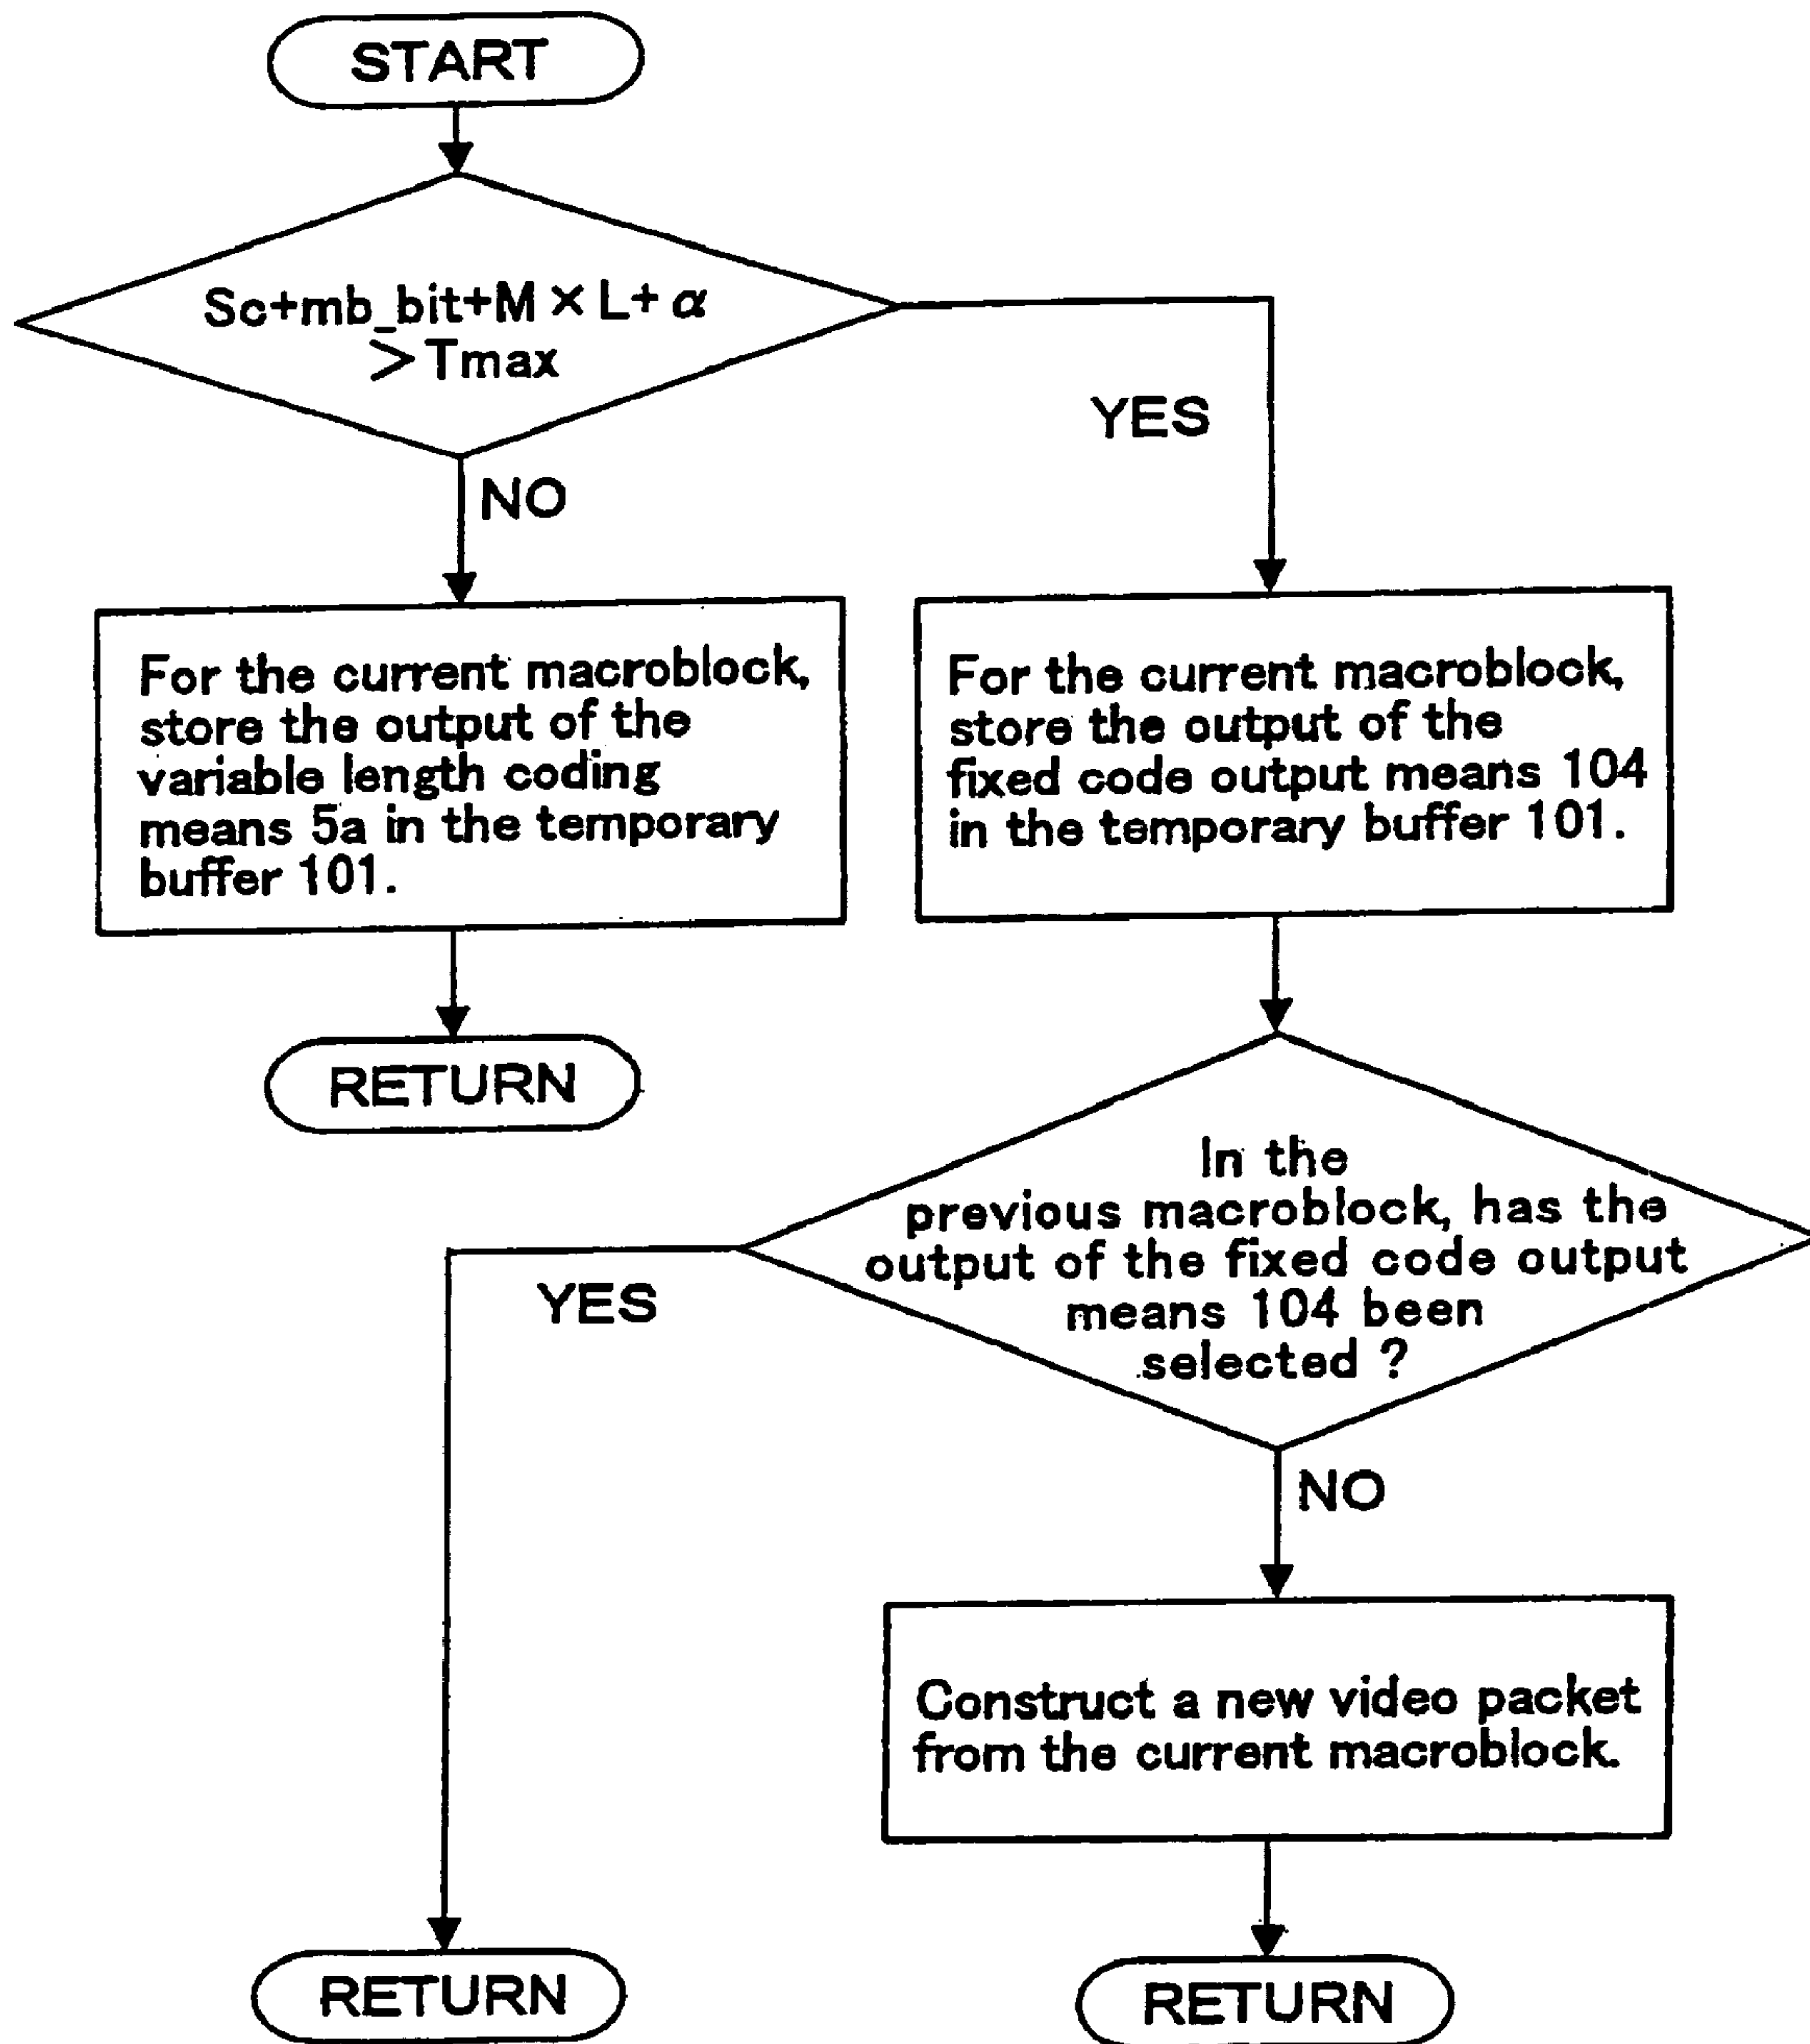 START
Sc+mb_bit+M×L+α
>Tmax
YES
NO
For the current macroblock,
store the output of the
variable length coding
means 5a in the temporary
buffer 101.
For the current macroblock,
store the output of the
fixed code output means 104
in the temporary buffer 101.
RETURN
In the
previous macroblock, has the
output of the fixed code output
means 104 been
selected ?
YES
NO
Construct a new video packet
from the current macroblock.
RETURN
RETURN